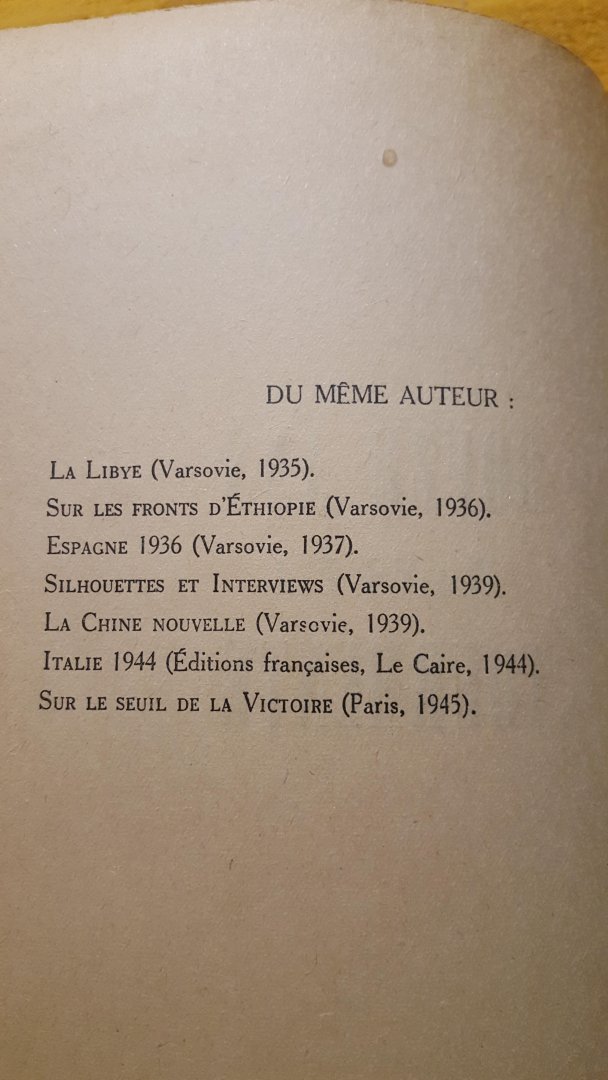 DU MÊME AUTEUR :
LA LIBYE (Varsovie, 1935).
SUR LES FRONTS D'ÉTHIOPIE (Varsovie, 1936).
ESPAGNE 1936 (Varsovie, 1937).
SILHOUETTES ET INTERVIEWS (Varsovie, 1939).
LA CHINE NOUVELLE (Varsovie, 1939).
ITALIE 1944 (Éditions françaises, Le Caire, 1944).
SUR LE SEUIL DE LA VICTOIRE (Paris, 1945).